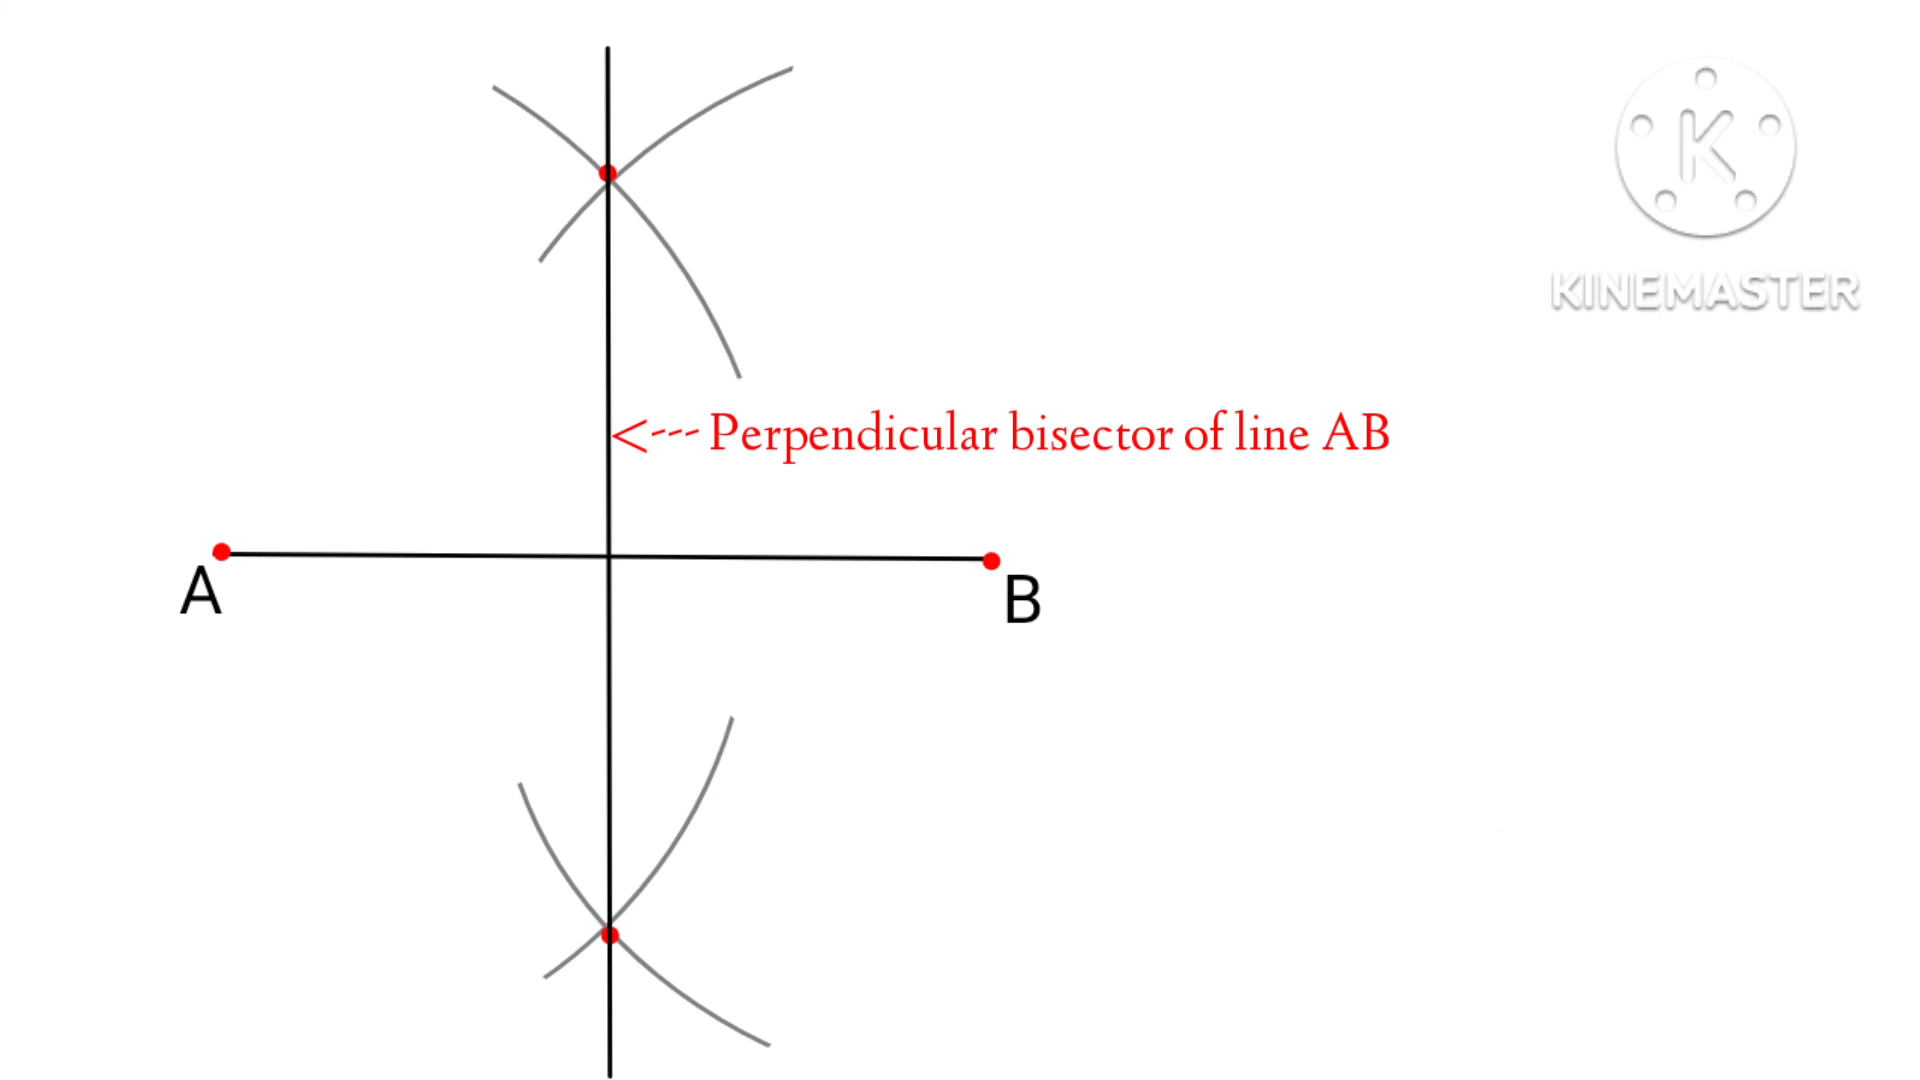 K
KINEMASTER
<--- Perpendicular bisector of line AB
A
B